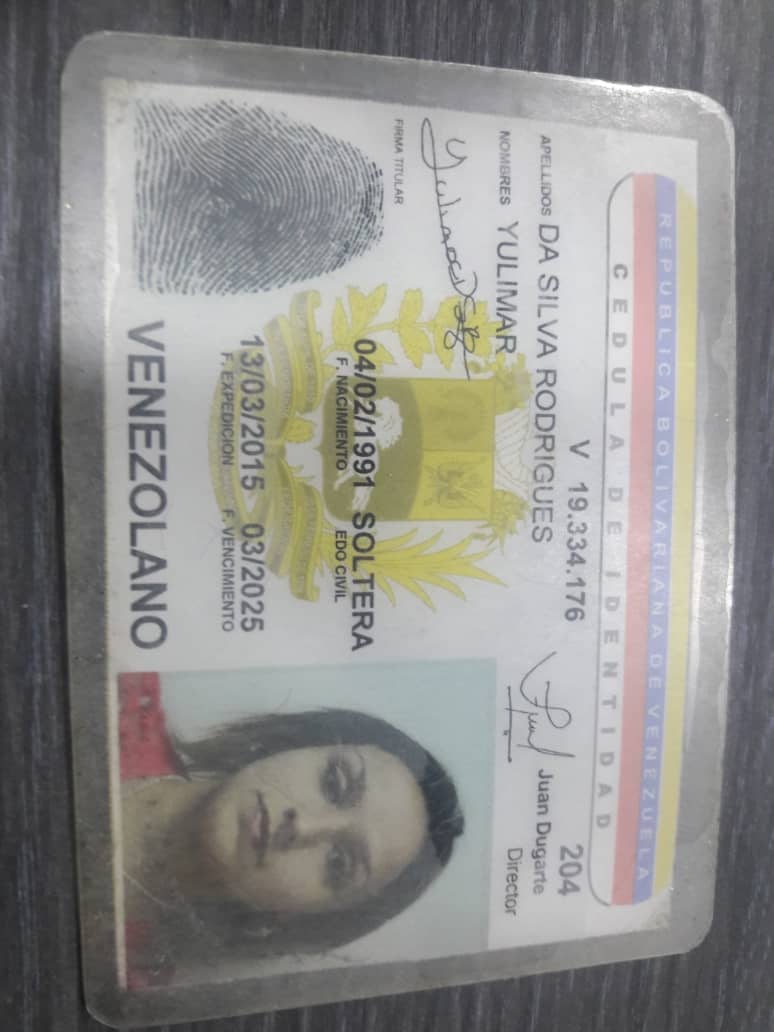 REPUBLICA BOLIVARIANA DE VENEZUELA
CEDULA DE IDENTIDAD
V 19.334.176
204
APELLIDOS DA SILVA RODRIGUES
Juan Dugarte
Director
NOMBRES YULIMAR
FIRMA TITULAR
04/02/1991 SOLTERA
F. NACIMIENTO EDO CIVIL
13/03/2015 03/2025
F. EXPEDICION F. VENCIMIENTO
VENEZOLANO